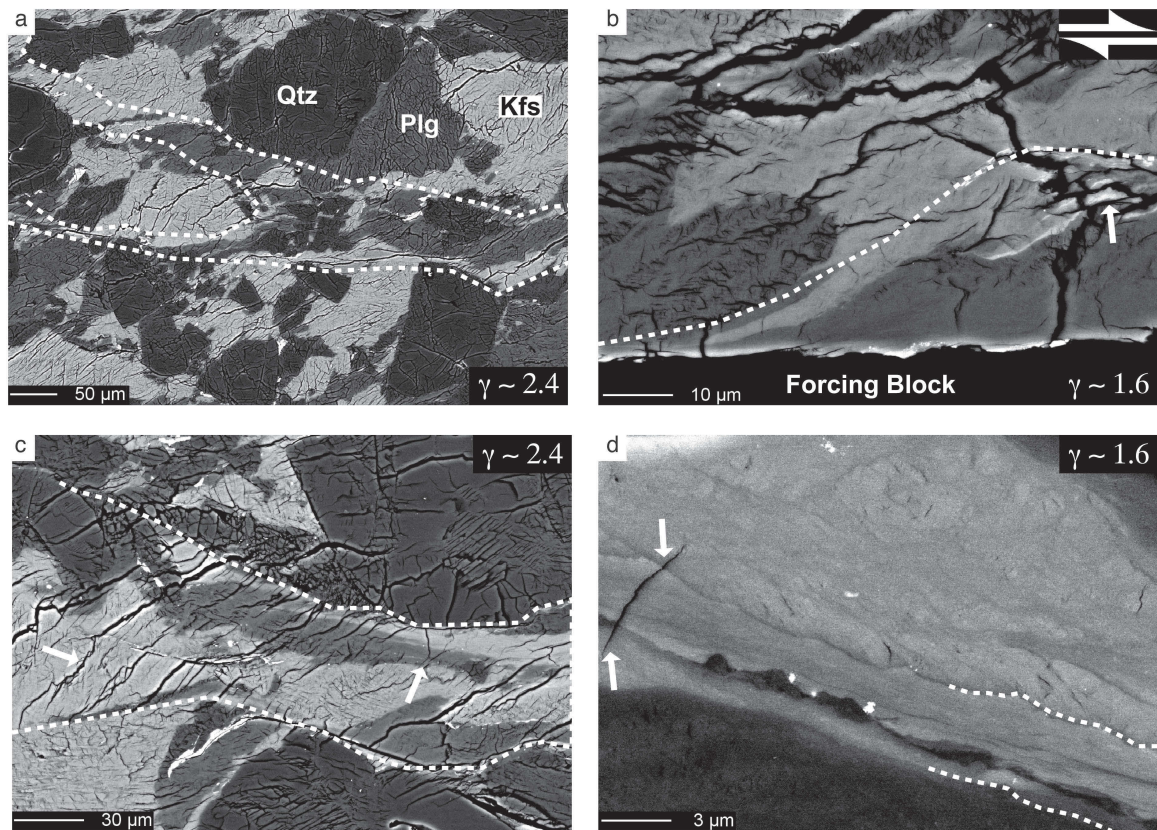 a
Qtz
Plg
Kfs
50 µm
γ ~ 2.4
b
Forcing Block
10 µm
γ ~ 1.6
c
γ ~ 2.4
30 µm
d
γ ~ 1.6
3 µm